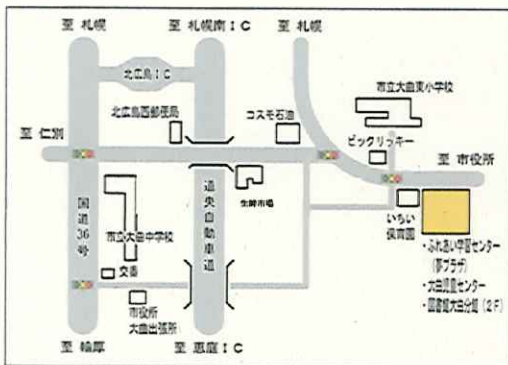 至 札幌
至 札幌南IC
至 札幌
北広島IC
市立大曲東小学校
北広島西郵便局
コスモ石油
ビックリッキー
至 仁別
至 市役所
国道36号
道央自動車道
生鮮市場
いちい
保育園
市立大曲中学校
・ふれあい学習センター
(夢プラザ)
・大曲児童センター
・図書館大曲分館(2F)
交番
市役所
大曲出張所
至 輪厚
至 恵庭IC